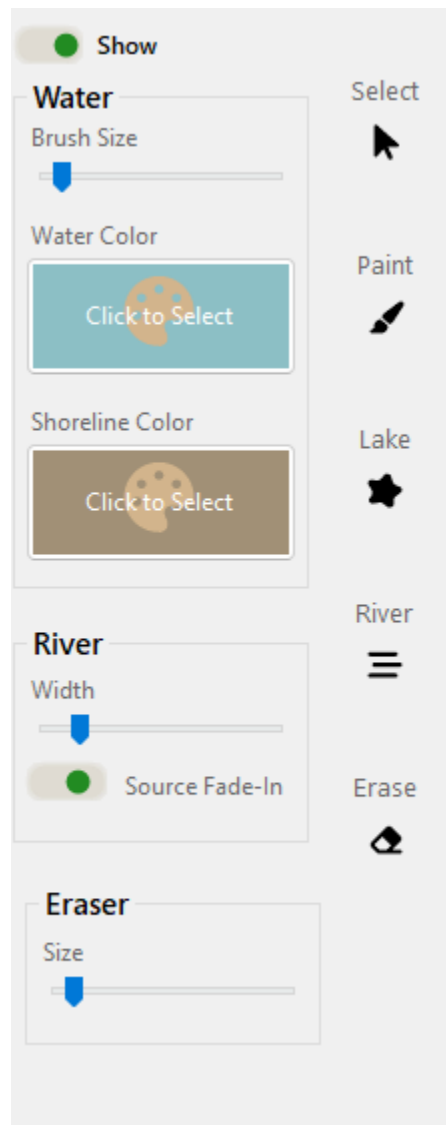 Show
Water
Brush Size
Water Color
Click to Select
Shoreline Color
Click to Select
River
Width
Source Fade-In
Eraser
Size
Select
Paint
Lake
River
Erase